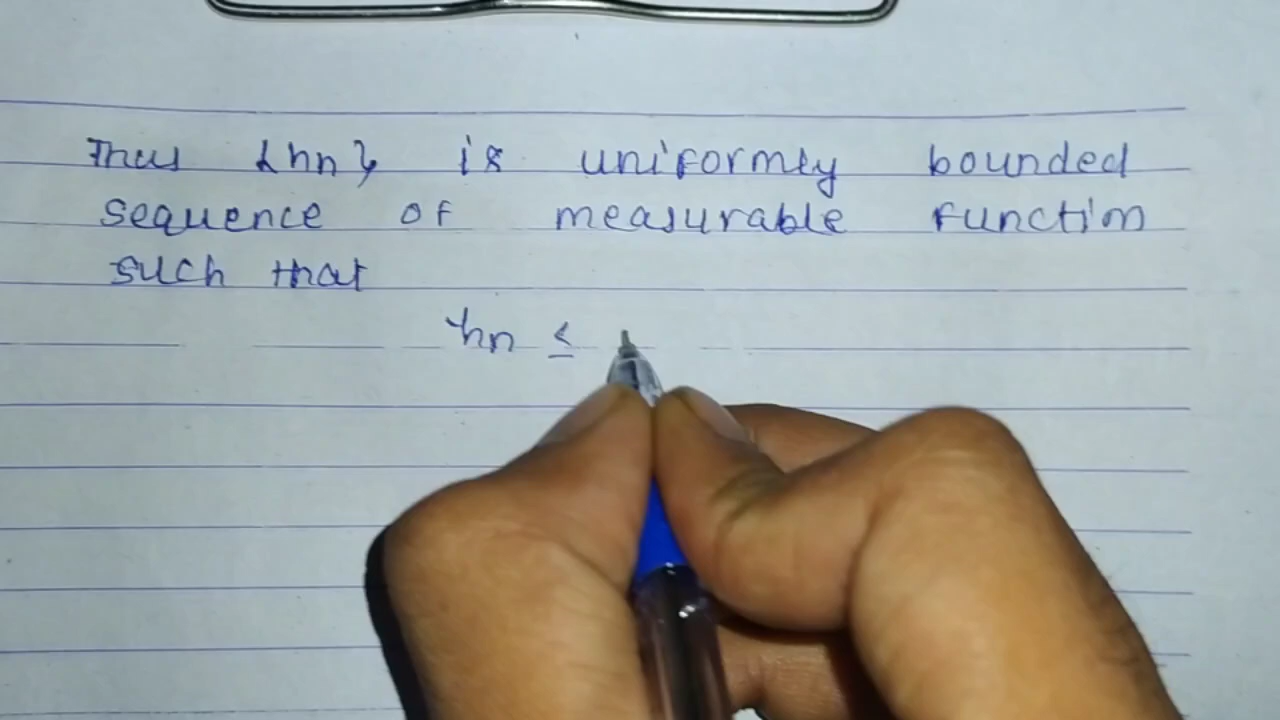 Thus {hn} is uniformly bounded
sequence of measurable function
such that
hn ≤